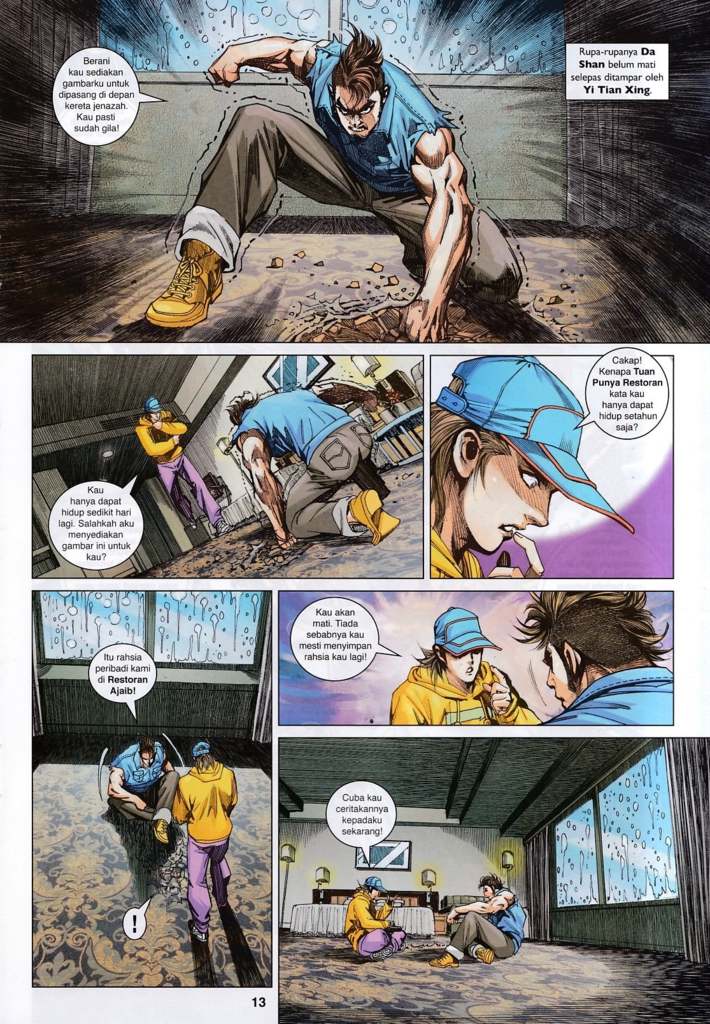 Berani
kau sediakan
gambarku untuk
dipasang di depan
kereta jenazah.
Kau pasti
sudah gila!
Rupa-rupanya Da
Shan belum mati
selepas ditampar oleh
Yi Tian Xing.
Kau
hanya dapat
hidup sedikit hari
lagi. Salahkah aku
menyediakan
gambar ini untuk
kau?
Cakap!
Kenapa Tuan
Punya Restoran
kata kau
hanya dapat
hidup setahun
saja?
Itu rahsia
peribadi kami
di Restoran
Ajaib!
!
Kau akan
mati. Tiada
sebabnya kau
mesti menyimpan
rahsia kau lagi!
Cuba kau
ceritakannya
kepadaku
sekarang!
13